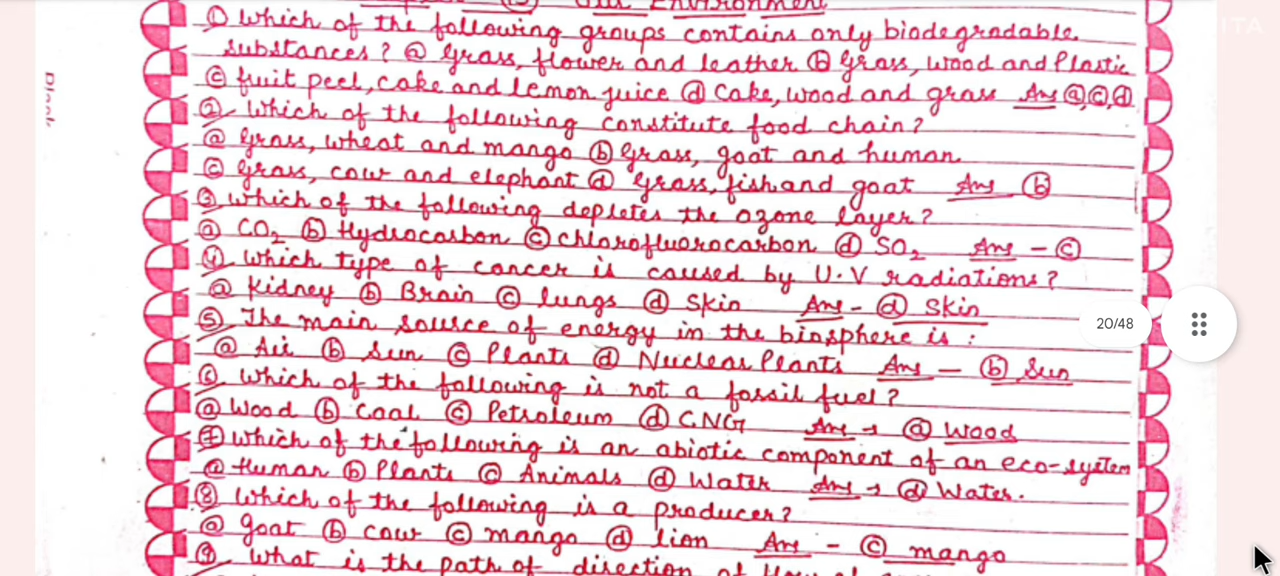 Our Environment
① Which of the following groups contains only biodegradable.
substances? ⓐ Grass, flower and leather ⓑ Grass, wood and Plastic
ⓒ fruit peel, cake and lemon juice ⓓ Cake, wood and grass Ans ⓐ,ⓒ,ⓓ
② Which of the following constitute food chain?
ⓐ Grass, wheat and mango ⓑ Grass, goat and human.
ⓒ Grass, cow and elephant ⓓ Grass, fish and goat Ans ⓑ
③ which of the following depletes the ozone layer?
ⓐ CO₂ ⓑ Hydrocarbon ⓒ chlorofluorocarbon ⓓ SO₂ Ans - ⓒ
④ which type of cancer is caused by U.V radiations?
ⓐ Kidney ⓑ Brain ⓒ lungs ⓓ Skin Ans - ⓓ Skin
⑤ The main source of energy in the biosphere is :
ⓐ Air ⓑ Sun ⓒ Plants ⓓ Nuclear Plants Ans - ⓑ Sun
20/48
⑥ which of the following is not a fossil fuel?
ⓐ Wood ⓑ Coal ⓒ Petroleum ⓓ CNG Ans → ⓐ Wood
⑦ which of the following is an abiotic component of an eco-system
ⓐ Human ⓑ Plants ⓒ Animals ⓓ Water Ans → ⓓ Water.
⑧ which of the following is a producer?
ⓐ goat ⓑ cow ⓒ mango ⓓ lion Ans - ⓒ mango
⑨ What is the path of direction of flow of